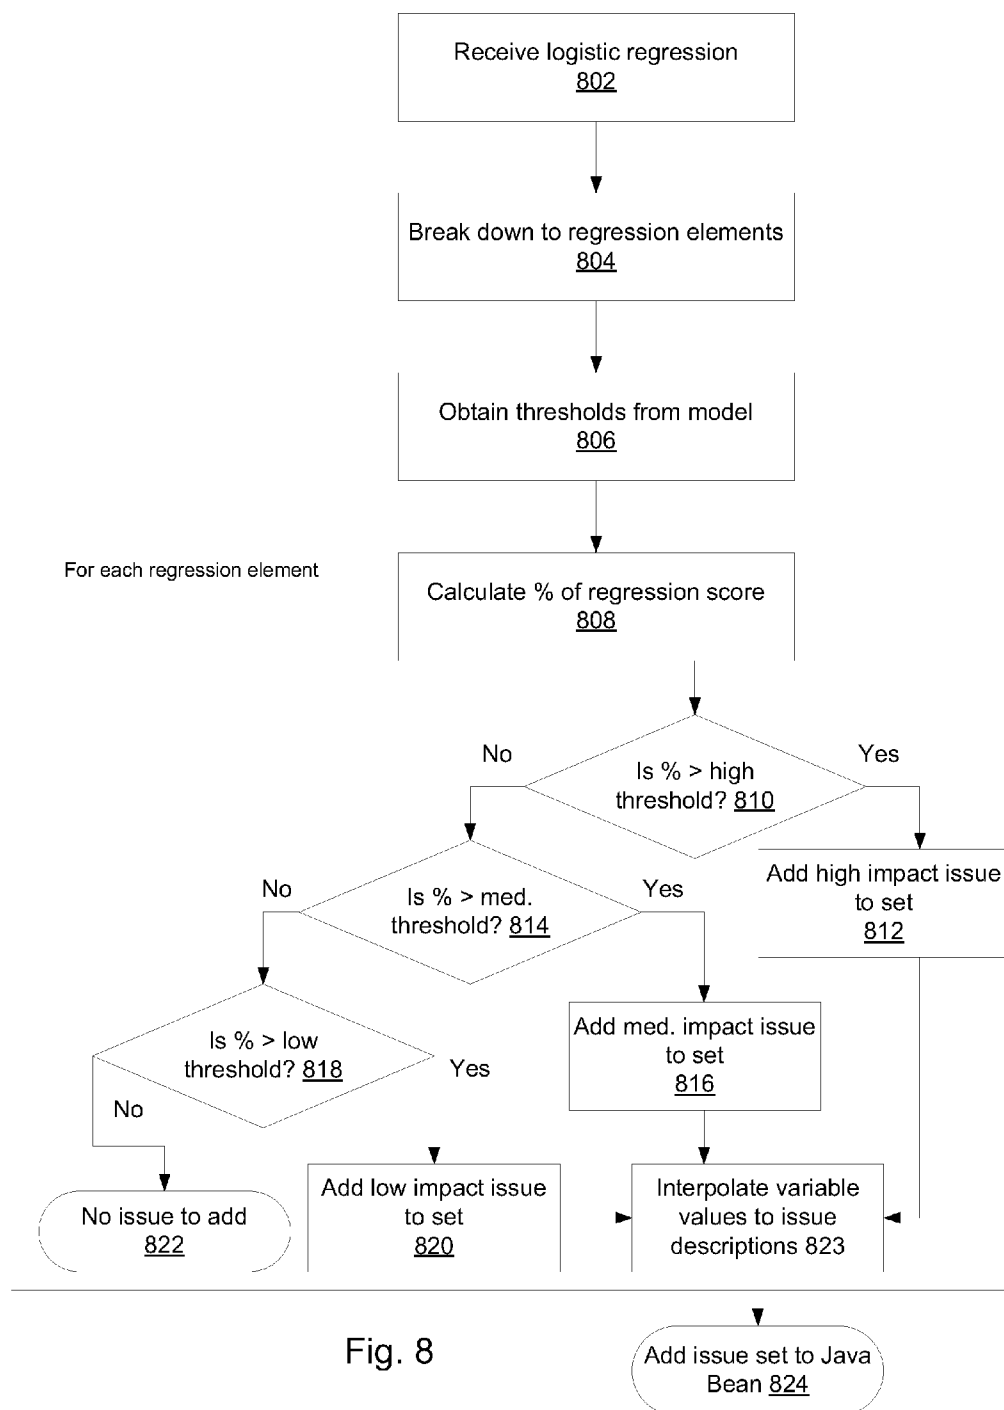 Receive logistic regression
802
Break down to regression elements
804
Obtain thresholds from model
806
For each regression element
Calculate % of regression score
808
No
Yes
Is % > high
threshold? 810
Add high impact issue
to set
812
No
Yes
Is % > med.
threshold? 814
Is % > low
threshold? 818
Yes
No
Add med. impact issue
to set
816
No issue to add
822
Add low impact issue
to set
820
Interpolate variable
values to issue
descriptions 823
Fig. 8
Add issue set to Java
Bean 824